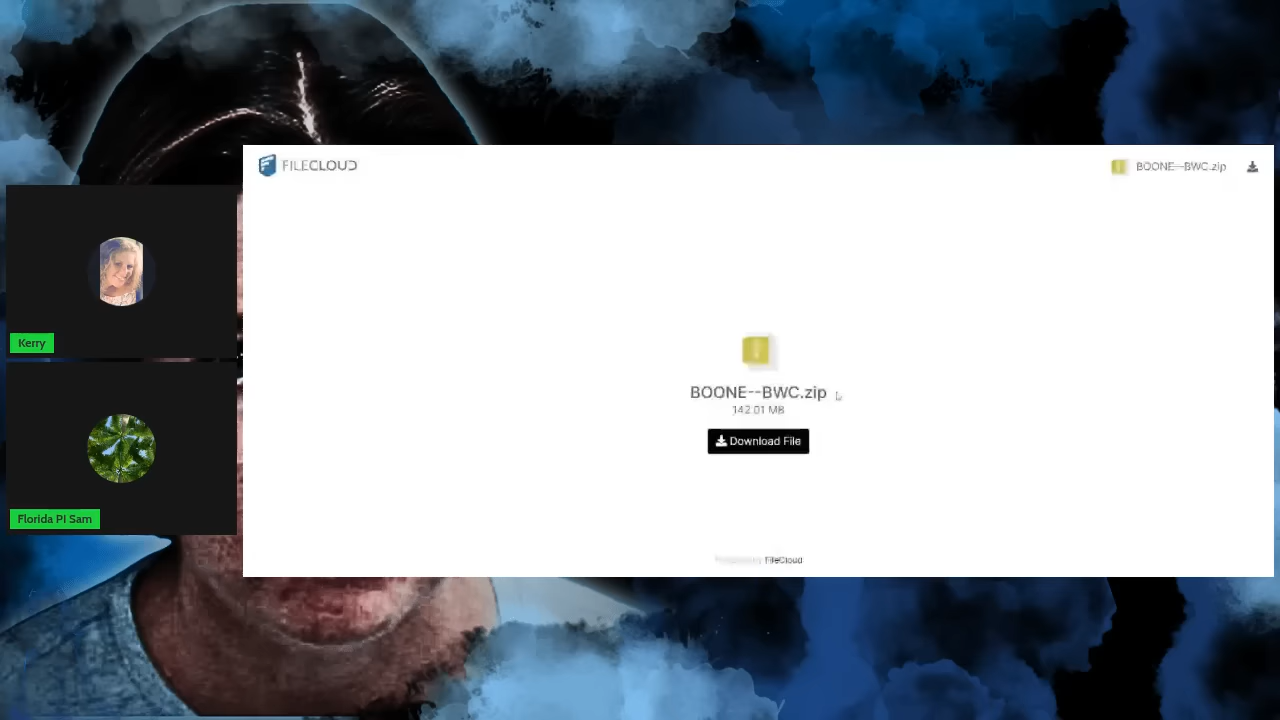 FILECLOUD
BOONE--BWC.zip
Kerry
BOONE--BWC.zip
142.01 MB
Download File
Florida PI Sam
FileCloud